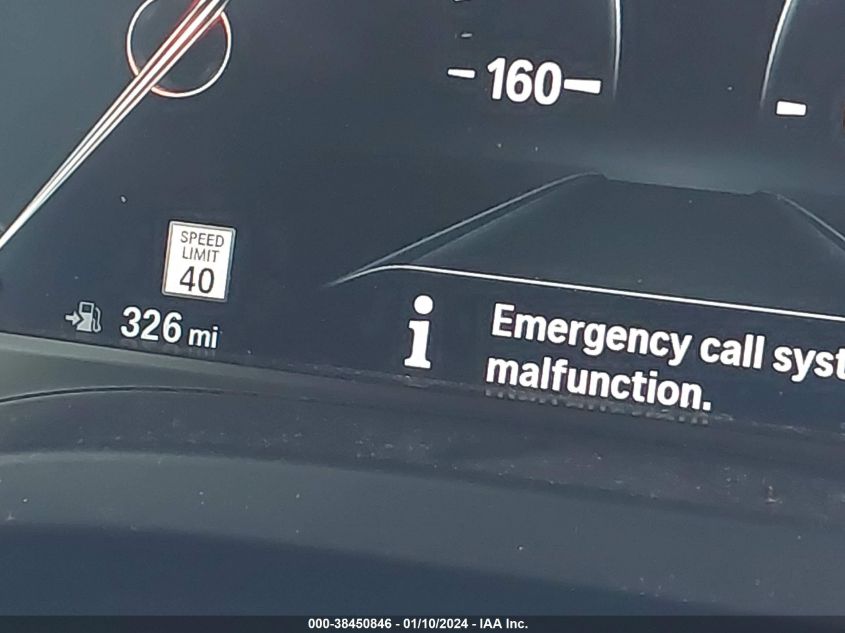 160
SPEED
LIMIT
40
326 mi
i
Emergency call syst
malfunction.
000-38450846 - 01/10/2024 - IAA Inc.